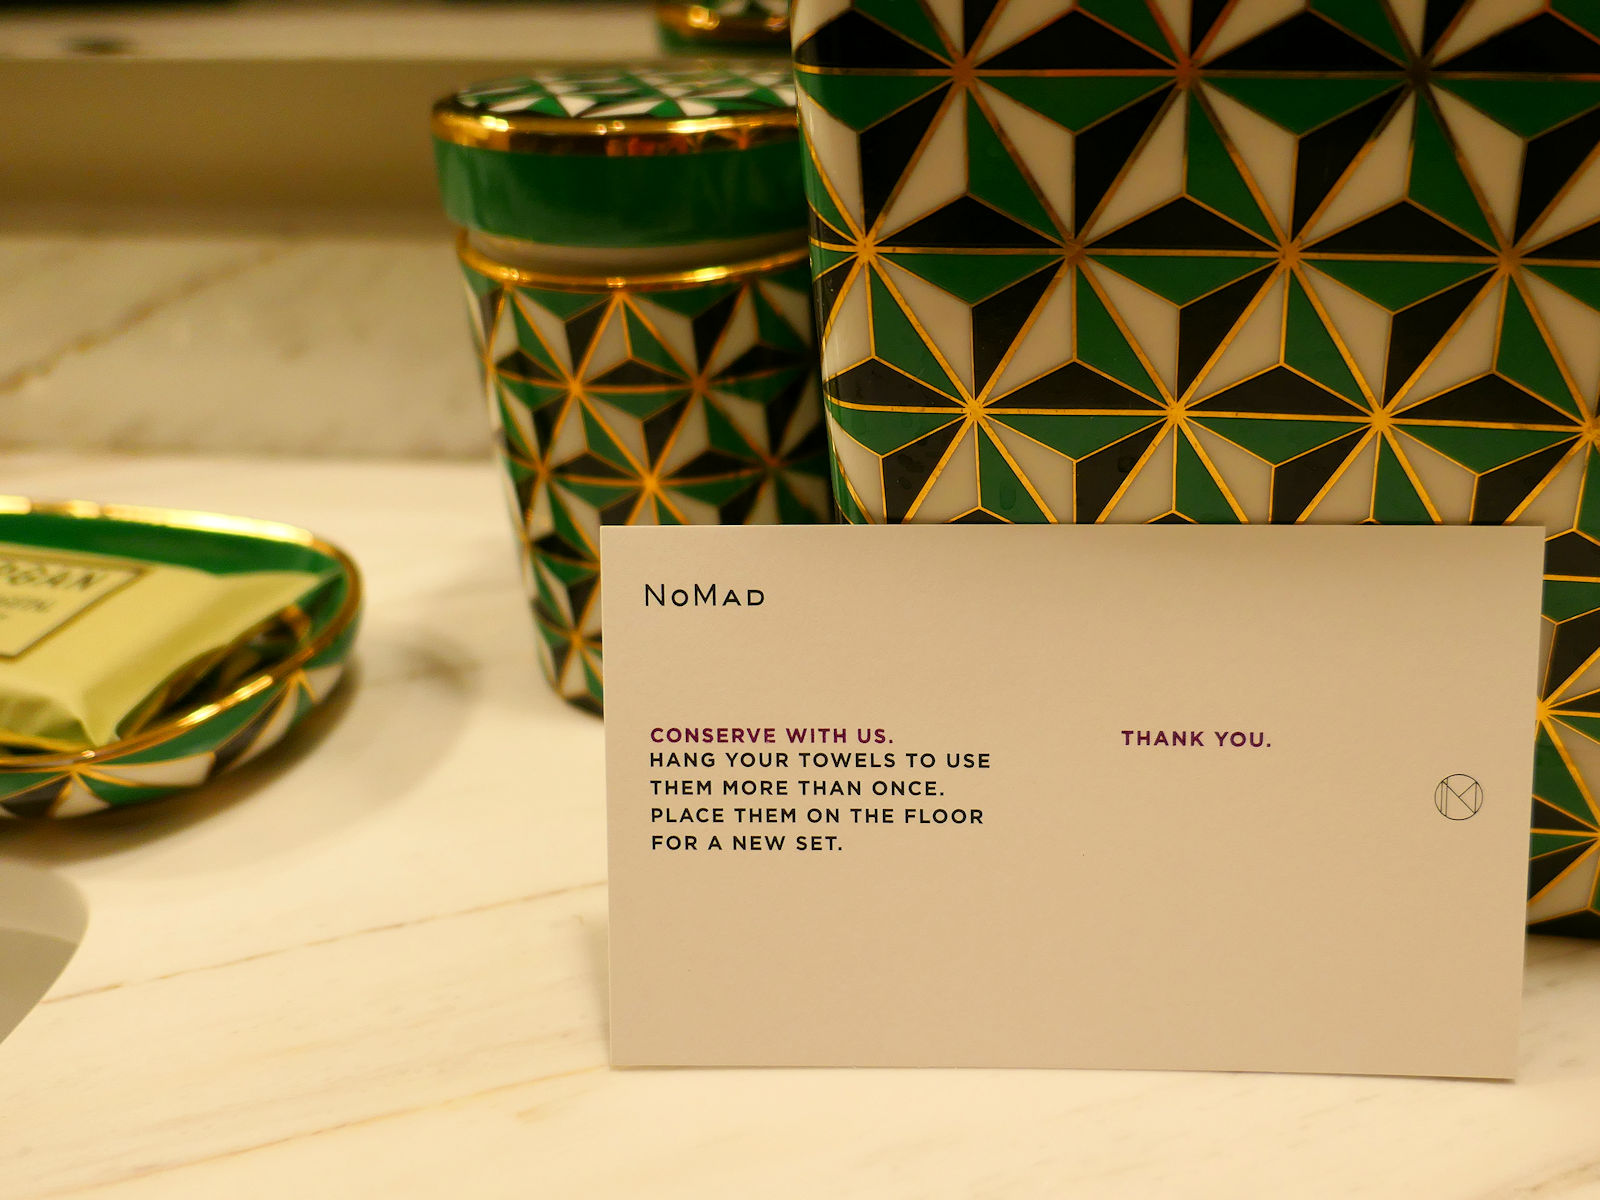 NoMad
CONSERVE WITH US.
HANG YOUR TOWELS TO USE
THEM MORE THAN ONCE.
PLACE THEM ON THE FLOOR
FOR A NEW SET.
THANK YOU.